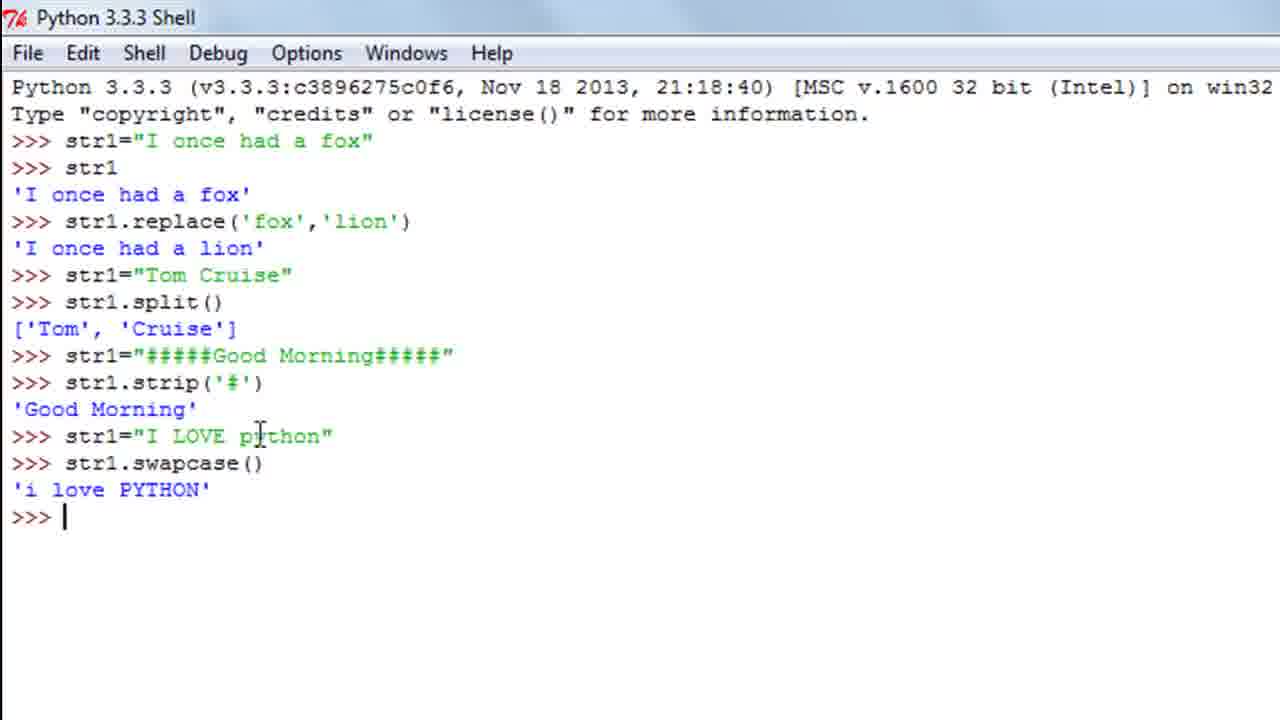 Python 3.3.3 Shell
File Edit Shell Debug Options Windows Help
Python 3.3.3 (v3.3.3:c3896275c0f6, Nov 18 2013, 21:18:40) [MSC v.1600 32 bit (Intel)] on win32
Type "copyright", "credits" or "license()" for more information.
>>> str1="I once had a fox"
>>> str1
'I once had a fox'
>>> str1.replace('fox','lion')
'I once had a lion'
>>> str1="Tom Cruise"
>>> str1.split()
['Tom', 'Cruise']
>>> str1="#####Good Morning#####"
>>> str1.strip('#')
'Good Morning'
>>> str1="I LOVE python"
>>> str1.swapcase()
'i love PYTHON'
>>>